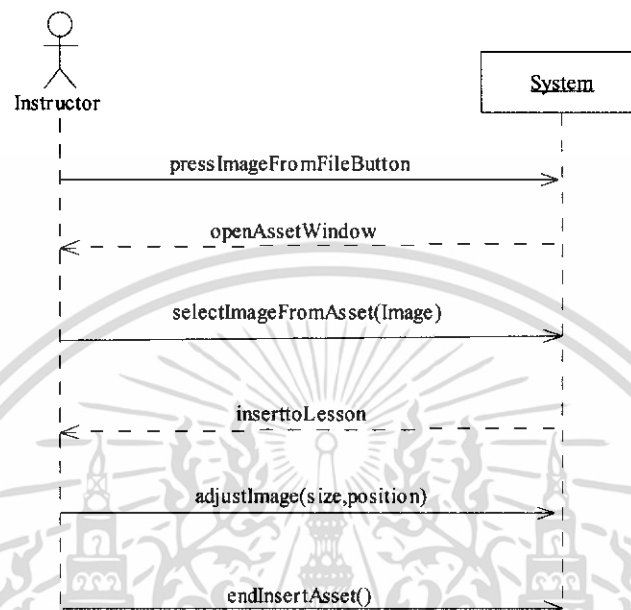 Instructor
System
pressImageFromFileButton
openAssetWindow
selectImageFromAsset(Image)
inserttoLesson
adjustImage(size,position)
endInsertAsset()